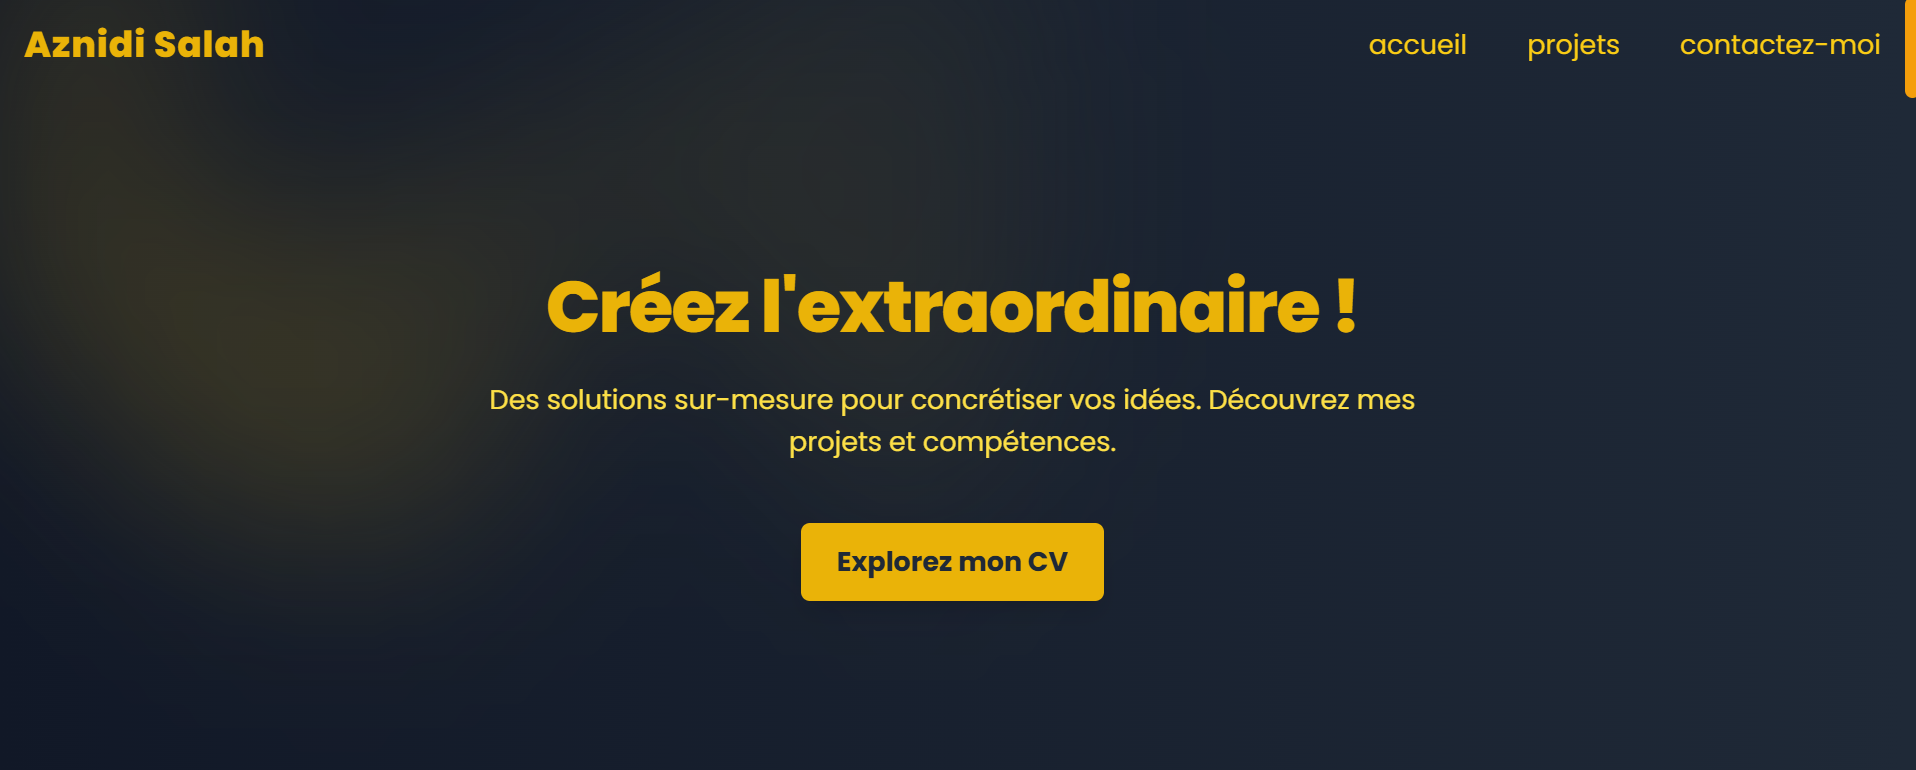 Aznidi Salah
accueil projets contactez-moi
Créez l'extraordinaire !
Des solutions sur-mesure pour concrétiser vos idées. Découvrez mes
projets et compétences.
Explorez mon CV